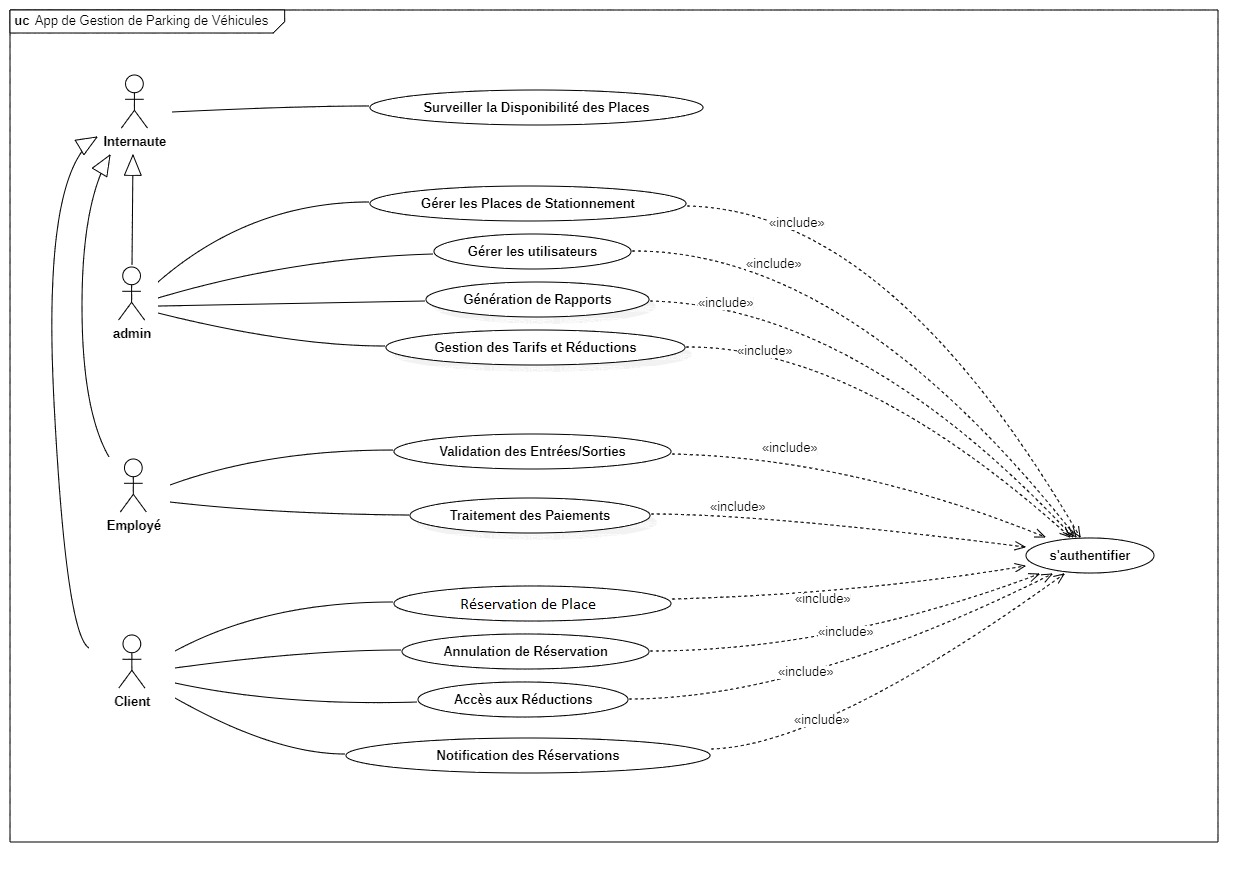 uc App de Gestion de Parking de Véhicules
Surveiller la Disponibilité des Places
Internaute
Gérer les Places de Stationnement
«include»
Gérer les utilisateurs
«include»
Génération de Rapports
«include»
admin
Gestion des Tarifs et Réductions
«include»
Validation des Entrées/Sorties
«include»
Traitement des Paiements
«include»
Employé
s'authentifier
Réservation de Place
«include»
Annulation de Réservation
«include»
Accès aux Réductions
«include»
Client
Notification des Réservations
«include»